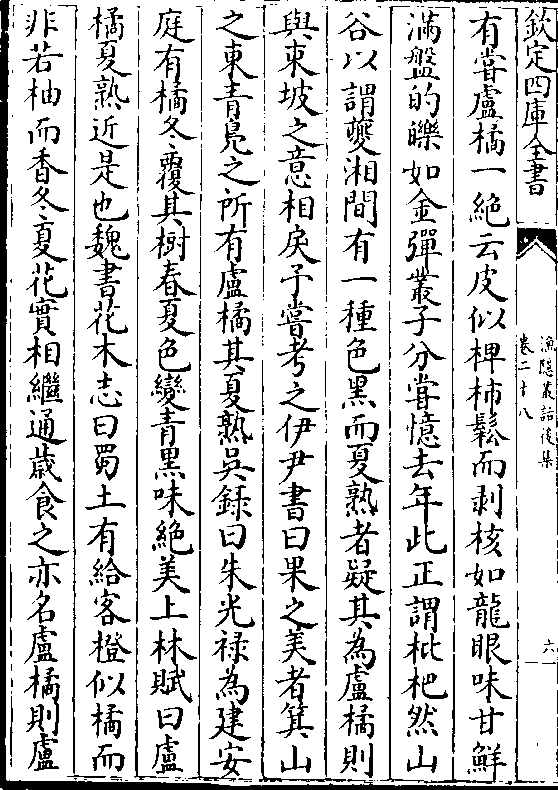 欽定四庫全書
漁隱叢話後集
卷二十八
六
有嘗盧橘一絶云皮似椑柿鬆而剥核如龍眼味甘鮮
滿盤的皪如金彈叢子分嘗憶去年此正謂枇杷然山
谷以謂夔湘間有一種色黑而夏熟者疑其為盧橘則
與東坡之意相戾予嘗考之伊尹書曰果之美者箕山
之東青鳬之所有盧橘其夏熟吳録曰朱光禄為建安
庭有橘冬覆其樹春夏色變青黑味絶美上林賦曰盧
橘夏熟近是也魏書花木志曰蜀土有給客橙似橘而
非若柚而香冬夏花實相繼通歲食之亦名盧橘則盧